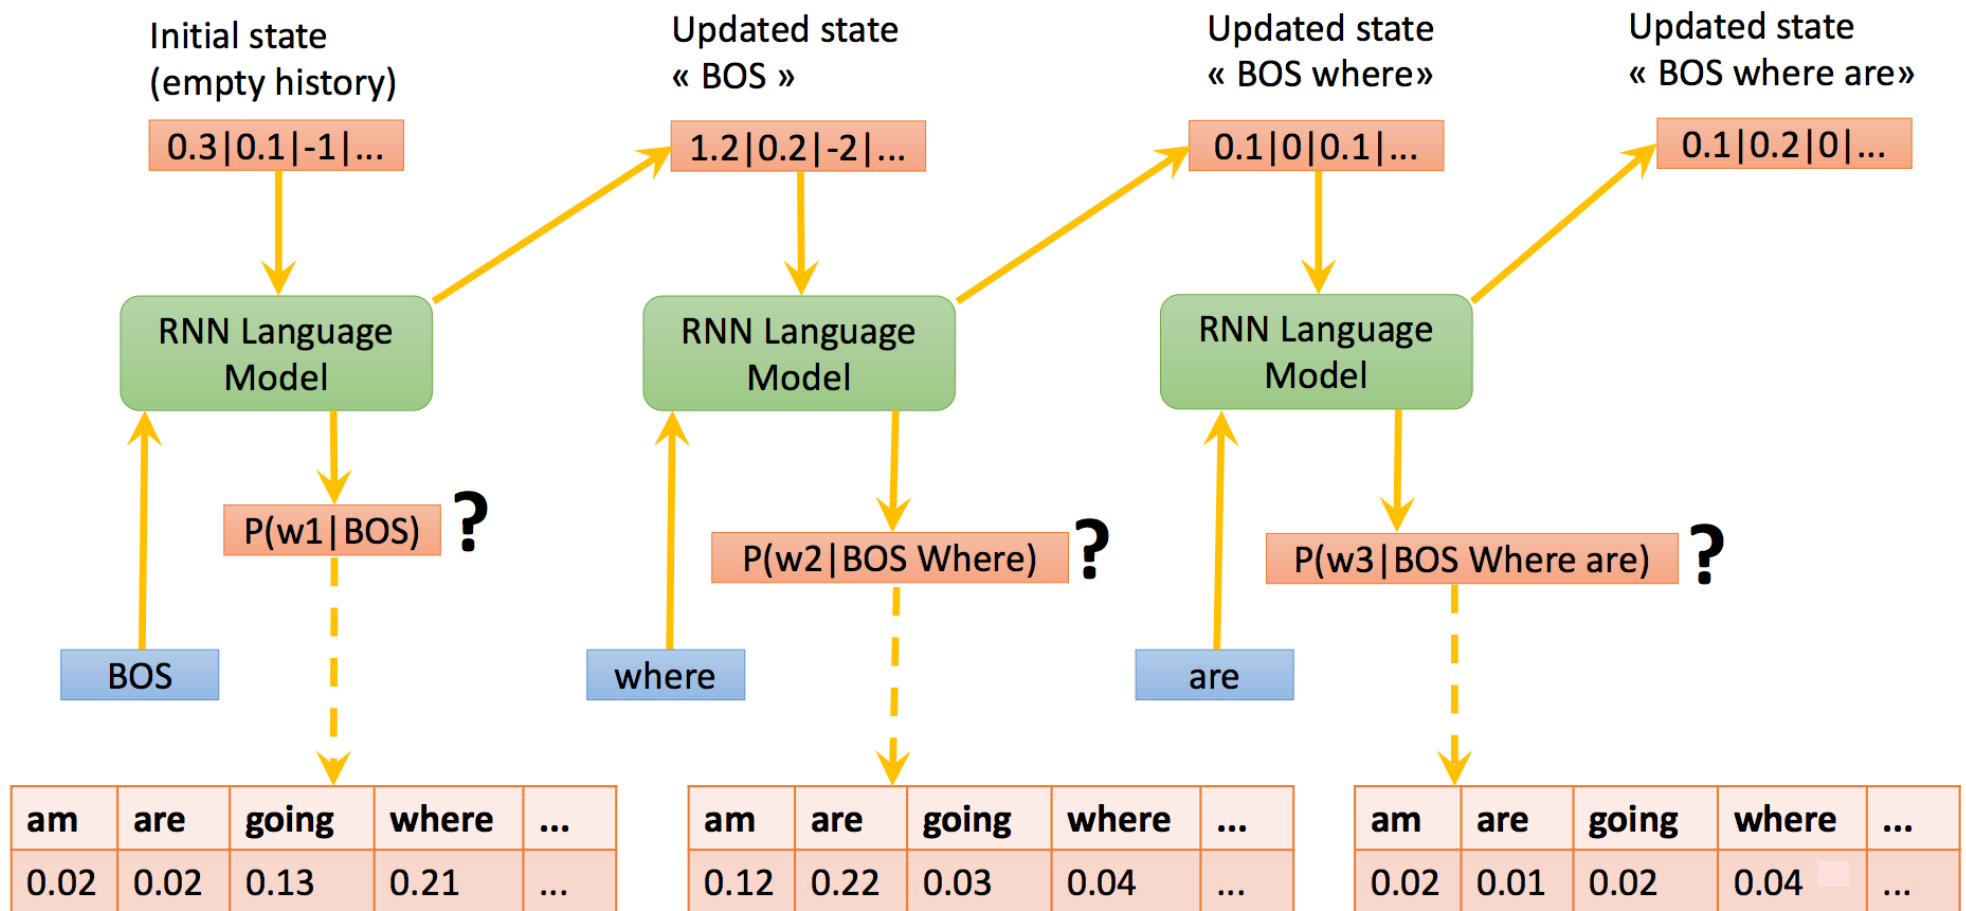 Initial state
(empty history)
Updated state
« BOS »
Updated state
« BOS where»
Updated state
« BOS where are»
0.3|0.1|-1|...
1.2|0.2|-2|...
0.1|0|0.1|...
0.1|0.2|0|...
RNN Language
Model
RNN Language
Model
RNN Language
Model
P(w1|BOS) ?
P(w2|BOS Where) ?
P(w3|BOS Where are) ?
BOS
where
are
am are going where ...
0.02 0.02 0.13 0.21 ...
am are going where ...
0.12 0.22 0.03 0.04 ...
am are going where ...
0.02 0.01 0.02 0.04 ...